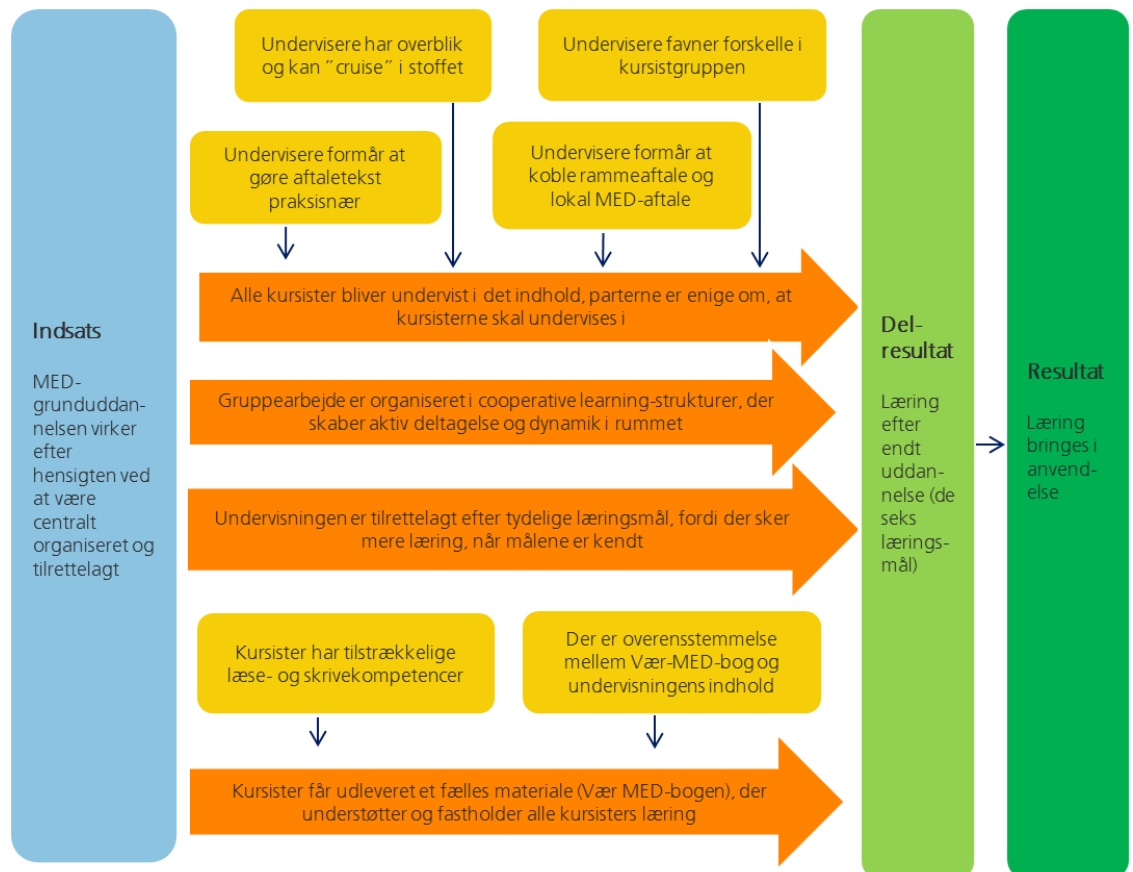 Indsats
MED-
grunduddan-
nelsen virker
efter
hensigten ved
at være
centralt
organiseret og
tilrettelagt
Undervisere har overblik
og kan ”cruise” i stoffet
Undervisere favner forskelle i
kursistgruppen
Undervisere formår at
gøre aftaletekst
praksisnær
Undervisere formår at
koble rammeaftale og
lokal MED-aftale
Alle kursister bliver undervist i det indhold, parterne er enige om, at
kursisterne skal undervises i
Gruppearbejde er organiseret i cooperative learning-strukturer, der
skaber aktiv deltagelse og dynamik i rummet
Undervisningen er tilrettelagt efter tydelige læringsmål, fordi der sker
mere læring, når målene er kendt
Kursister har tilstrækkelige
læse- og skrivekompetencer
Der er overensstemmelse
mellem Vær-MED-bog og
undervisningens indhold
Kursister får udleveret et fælles materiale (Vær MED-bogen), der
understøtter og fastholder alle kursisters læring
Del-
resultat
Læring
efter
endt
uddan-
nelse (de
seks
lærings-
mål)
Resultat
Læring
bringes i
anvend-
else